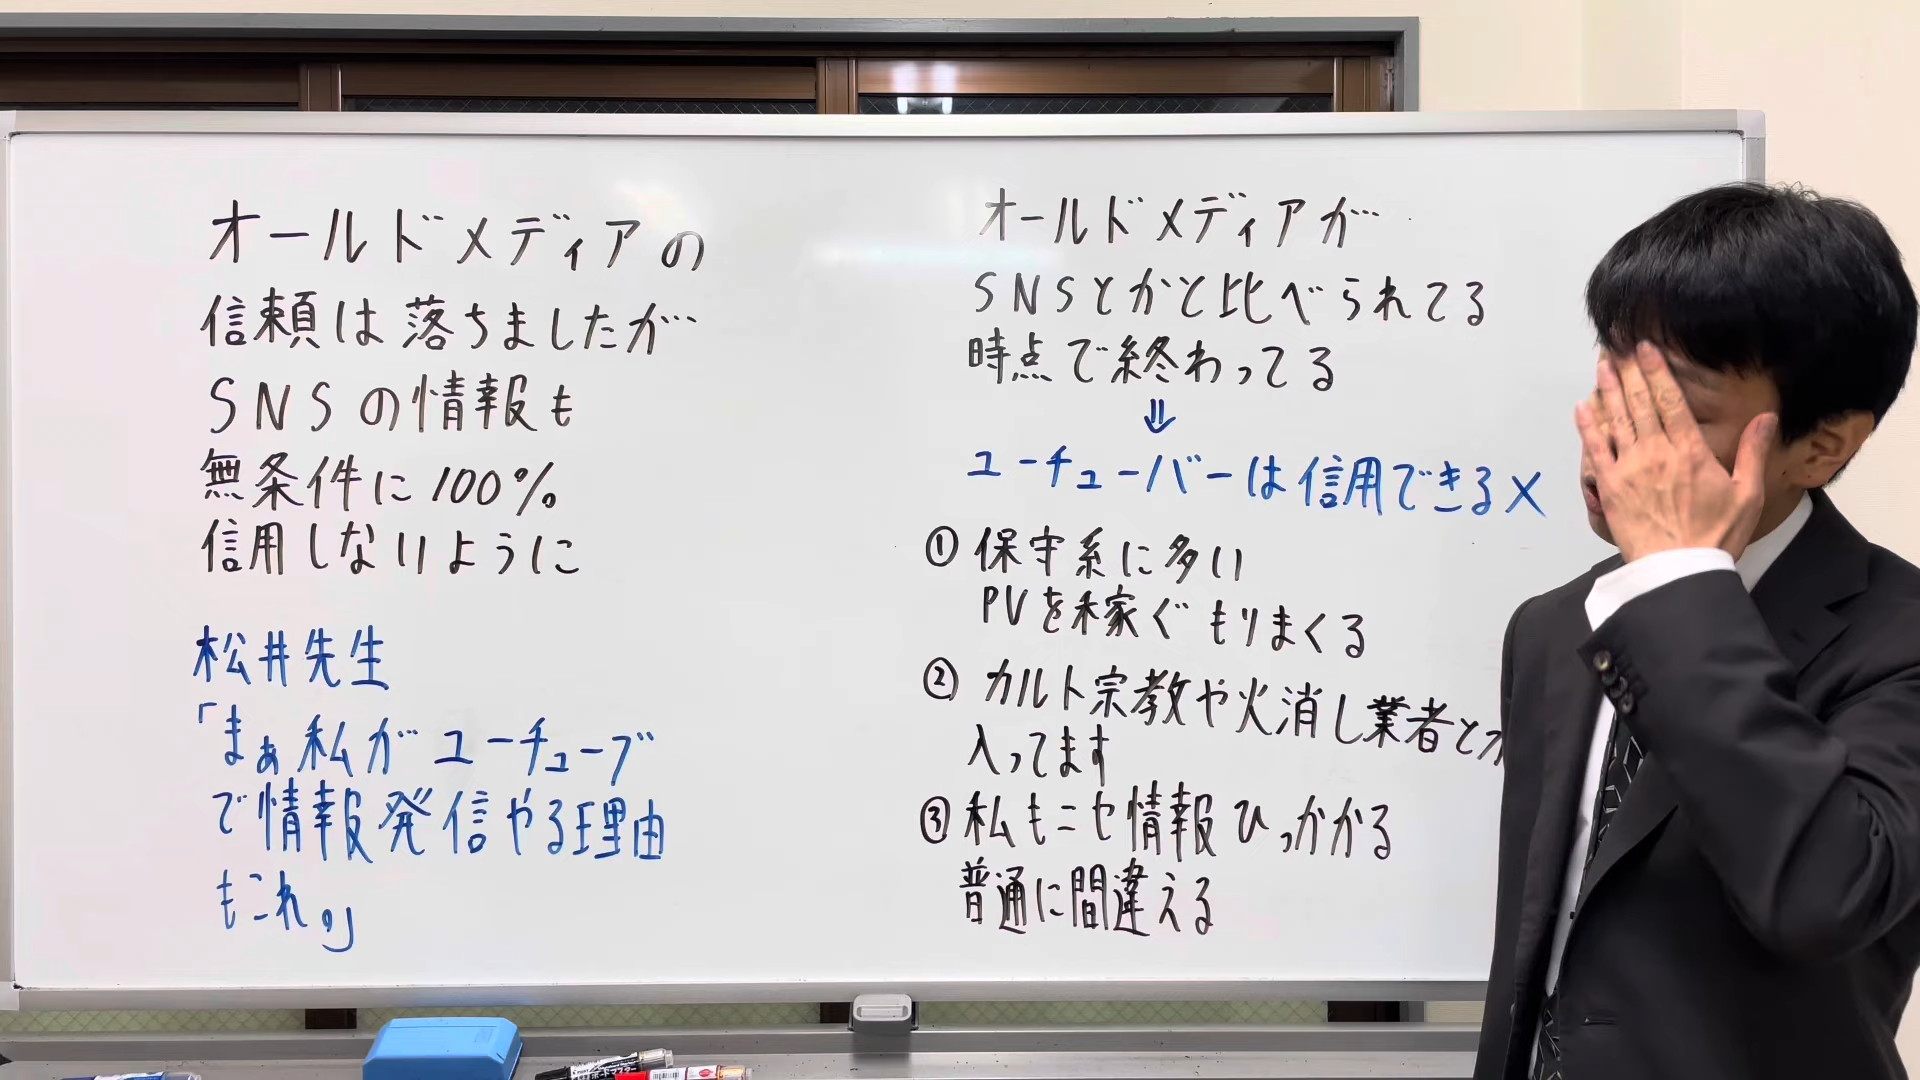 オールドメディアの
信頼は落ちましたが…
SNSの情報も
無条件に100%
信用しないように
松井先生
「まぁ私がユーチューブ
で情報発信やる理由
もこれ。」
オールドメディアが…
SNSとかと比べられてる
時点で終わってる
⇓
ユーチューバーは信用できる×
① 保守系に多い
PVを稼ぐ もりまくる
② カルト宗教や火消し業者とか
入ってます
③ 私もニセ情報ひっかかる
普通に間違える
ボードマスター